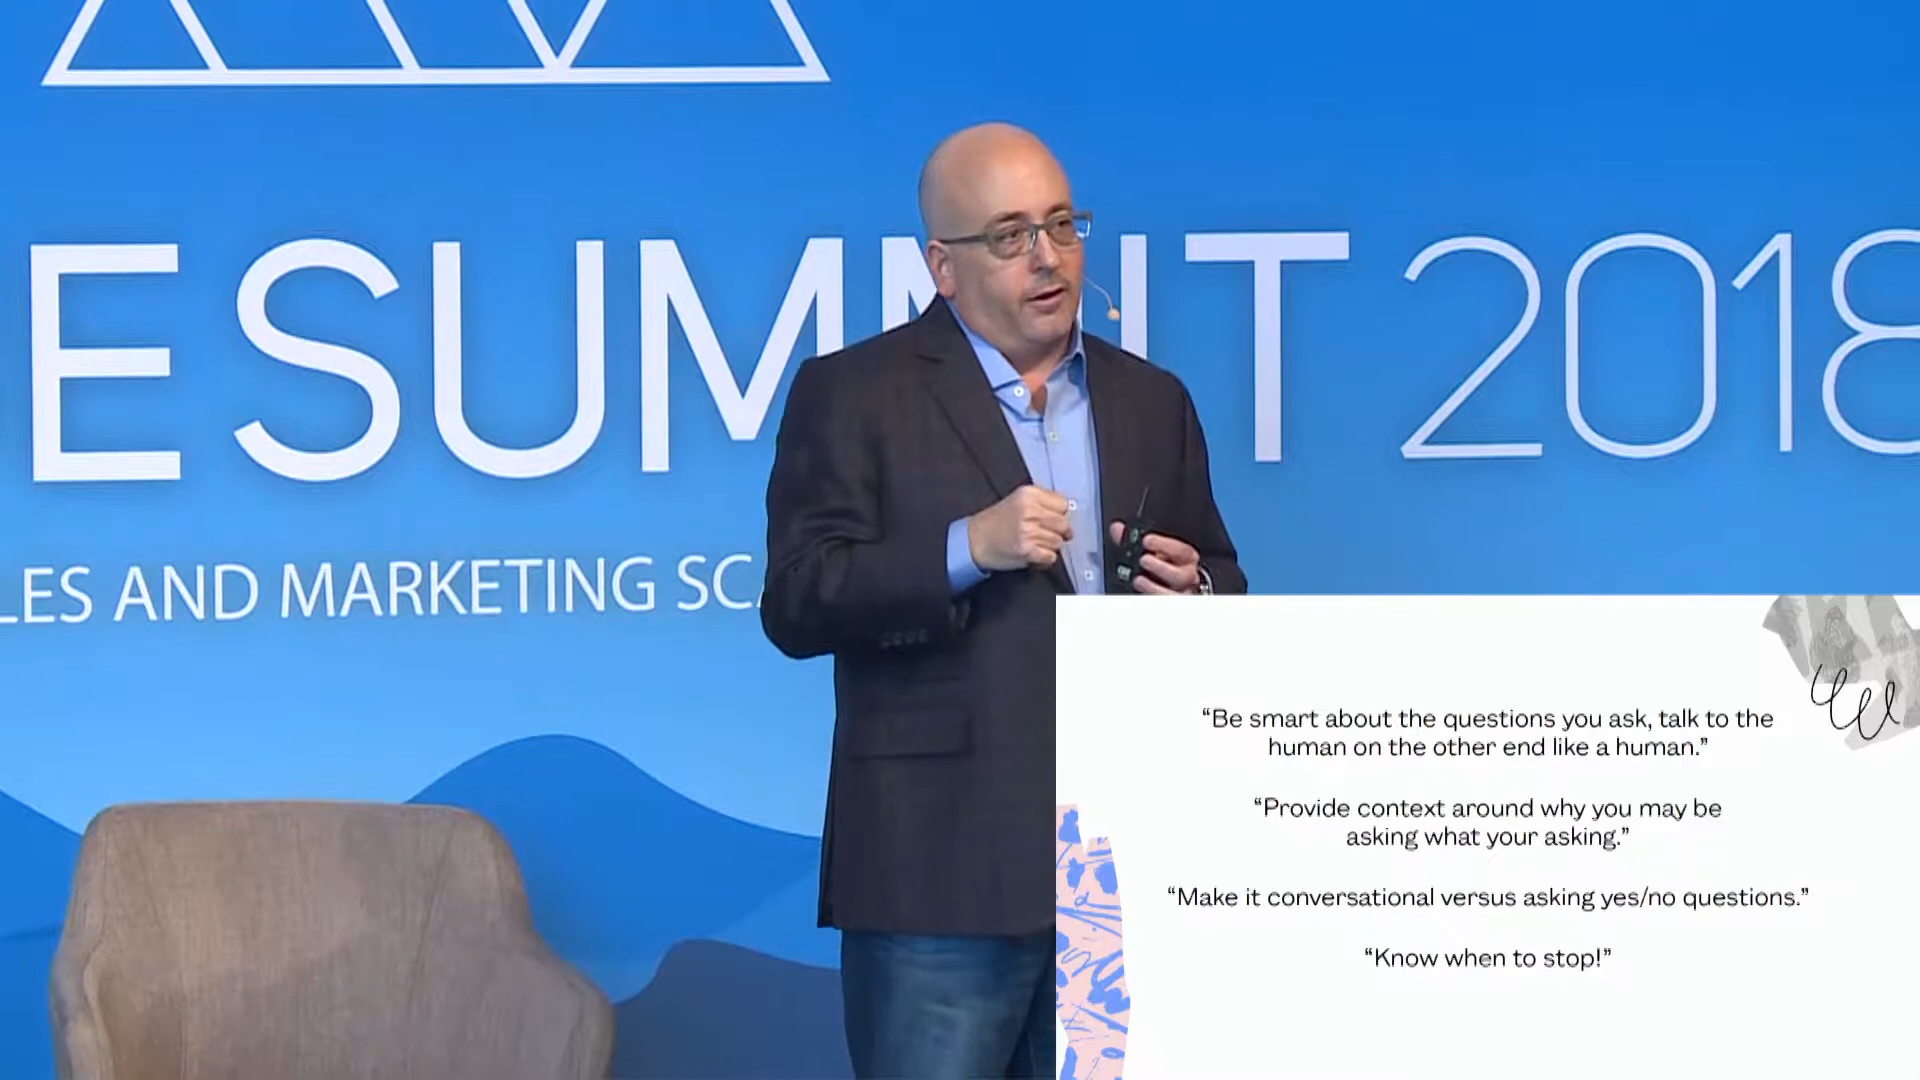 E SUMMIT 2018
LES AND MARKETING SC
“Be smart about the questions you ask, talk to the
human on the other end like a human.”
“Provide context around why you may be
asking what your asking.”
“Make it conversational versus asking yes/no questions.”
“Know when to stop!”